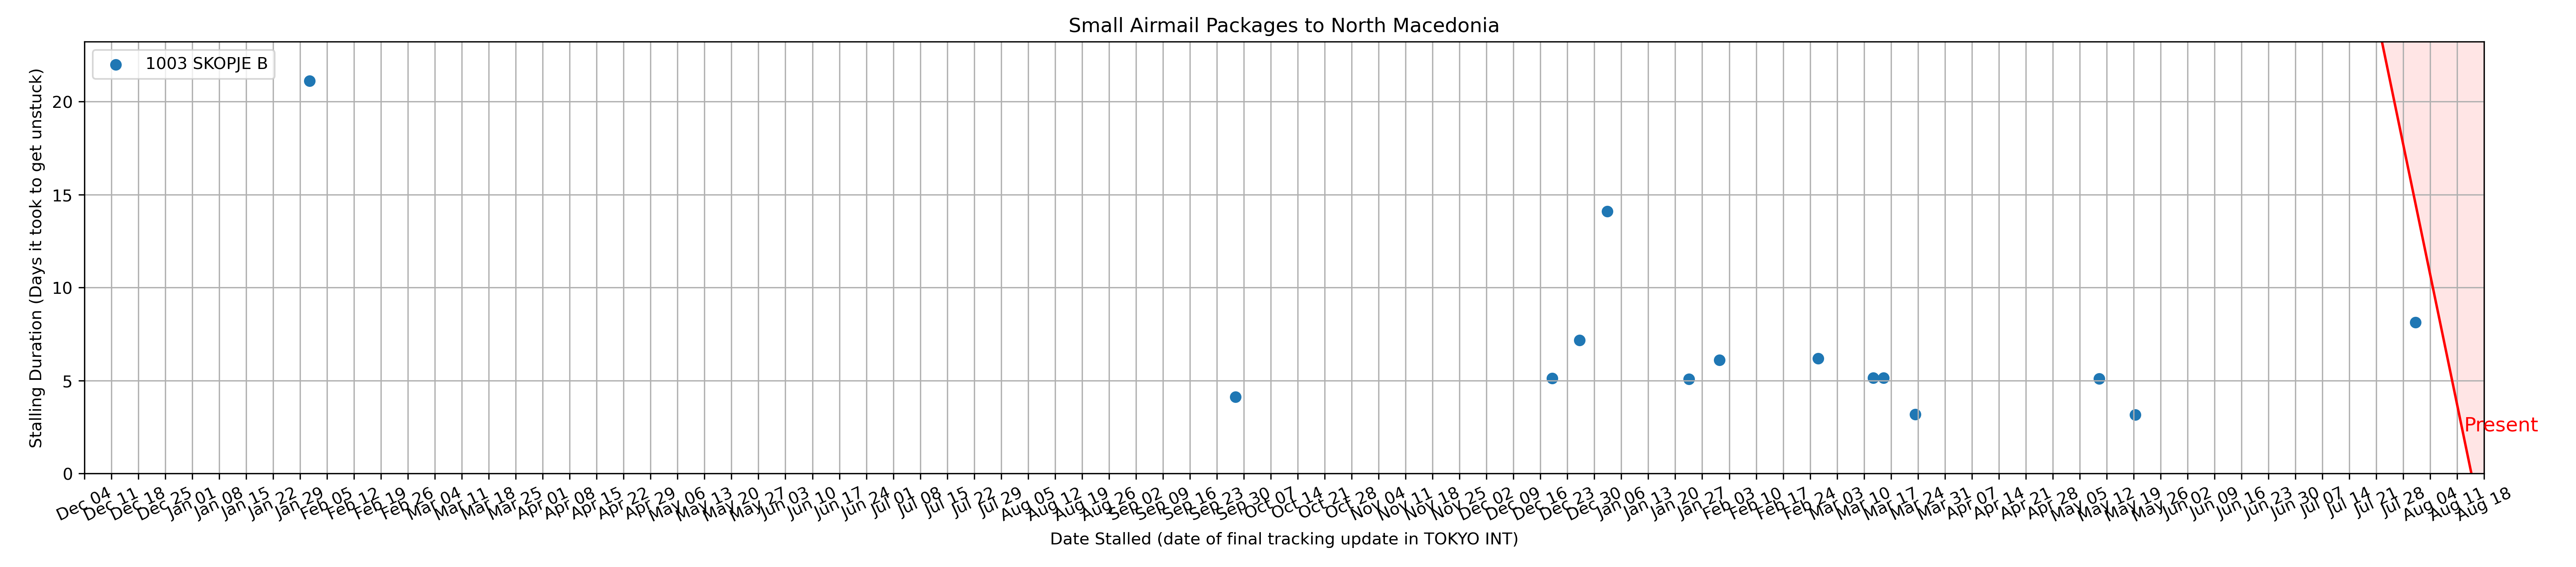 Small Airmail Packages to North Macedonia
1003 SKOPJE B
Stalling Duration (Days it took to get unstuck)
20
15
10
5
0
Present
Dec 04
Dec 11
Dec 18
Dec 25
Jan 01
Jan 08
Jan 15
Jan 22
Jan 29
Feb 05
Feb 12
Feb 19
Feb 26
Mar 04
Mar 11
Mar 18
Mar 25
Apr 01
Apr 08
Apr 15
Apr 22
Apr 29
May 06
May 13
May 20
May 27
Jun 03
Jun 10
Jun 17
Jun 24
Jul 01
Jul 08
Jul 15
Jul 22
Jul 29
Aug 05
Aug 12
Aug 19
Aug 26
Sep 02
Sep 09
Sep 16
Sep 23
Sep 30
Oct 07
Oct 14
Oct 21
Oct 28
Nov 04
Nov 11
Nov 18
Nov 25
Dec 02
Dec 09
Dec 16
Dec 23
Dec 30
Jan 06
Jan 13
Jan 20
Jan 27
Feb 03
Feb 10
Feb 17
Feb 24
Mar 03
Mar 10
Mar 17
Mar 24
Mar 31
Apr 07
Apr 14
Apr 21
Apr 28
May 05
May 12
May 19
May 26
Jun 02
Jun 09
Jun 16
Jun 23
Jun 30
Jul 07
Jul 14
Jul 21
Jul 28
Aug 04
Aug 11
Aug 18
Date Stalled (date of final tracking update in TOKYO INT)